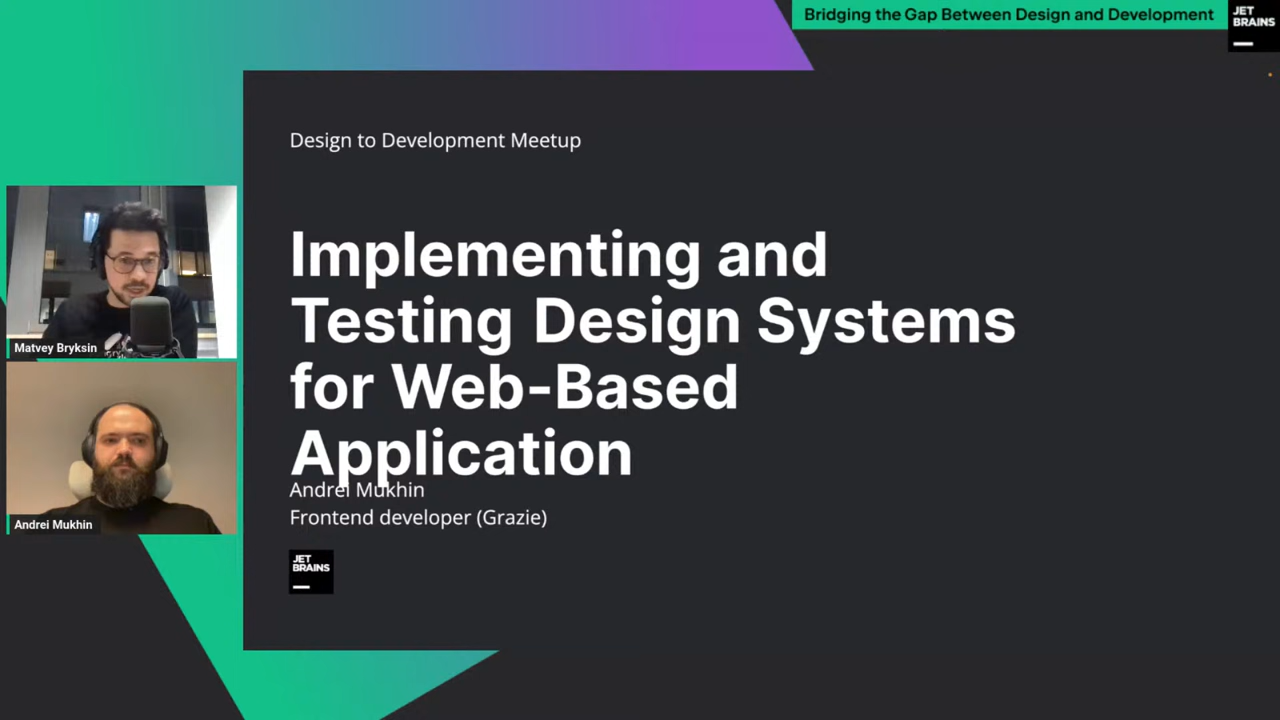 Bridging the Gap Between Design and Development
JET
BRAINS
Design to Development Meetup
Implementing and
Testing Design Systems
for Web-Based
Application
Andrei Mukhin
Frontend developer (Grazie)
JET
BRAINS
Matvey Bryksin
Andrei Mukhin